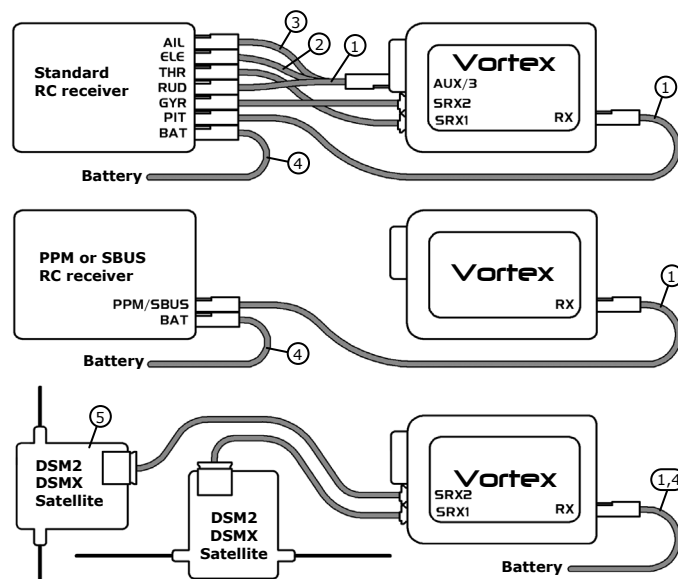 Standard
RC receiver
AIL
ELE
THR
RUD
GYR
PIT
BAT
3
2
1
Vortex
AUX/3
SRX2
SRX1
RX
1
4
Battery
PPM or SBUS
RC receiver
PPM/SBUS
BAT
Vortex
RX
1
4
Battery
5
DSM2
DSMX
Satellite
DSM2
DSMX
Satellite
Vortex
SRX2
SRX1
RX
1,4
Battery